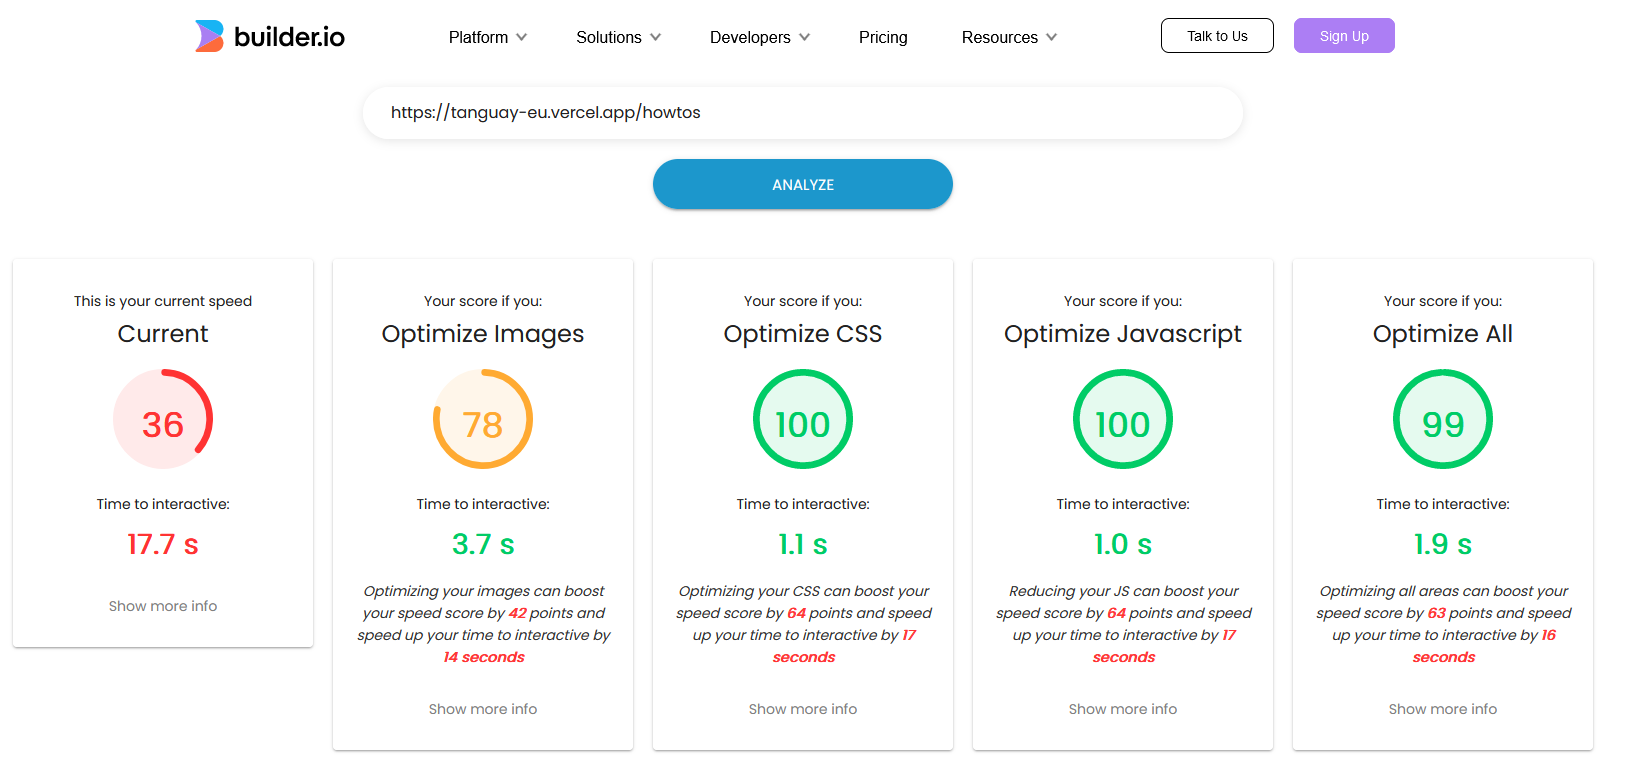 builder.io
Platform
Solutions
Developers
Pricing
Resources
Talk to Us
Sign Up
https://tanguay-eu.vercel.app/howtos
ANALYZE
This is your current speed
Current
36
Time to interactive:
17.7 s
Show more info
Your score if you:
Optimize Images
78
Time to interactive:
3.7 s
Optimizing your images can boost
your speed score by 42 points and
speed up your time to interactive by
14 seconds
Show more info
Your score if you:
Optimize CSS
100
Time to interactive:
1.1 s
Optimizing your CSS can boost your
speed score by 64 points and speed
up your time to interactive by 17
seconds
Show more info
Your score if you:
Optimize Javascript
100
Time to interactive:
1.0 s
Reducing your JS can boost your
speed score by 64 points and speed
up your time to interactive by 17
seconds
Show more info
Your score if you:
Optimize All
99
Time to interactive:
1.9 s
Optimizing all areas can boost your
speed score by 63 points and speed
up your time to interactive by 16
seconds
Show more info